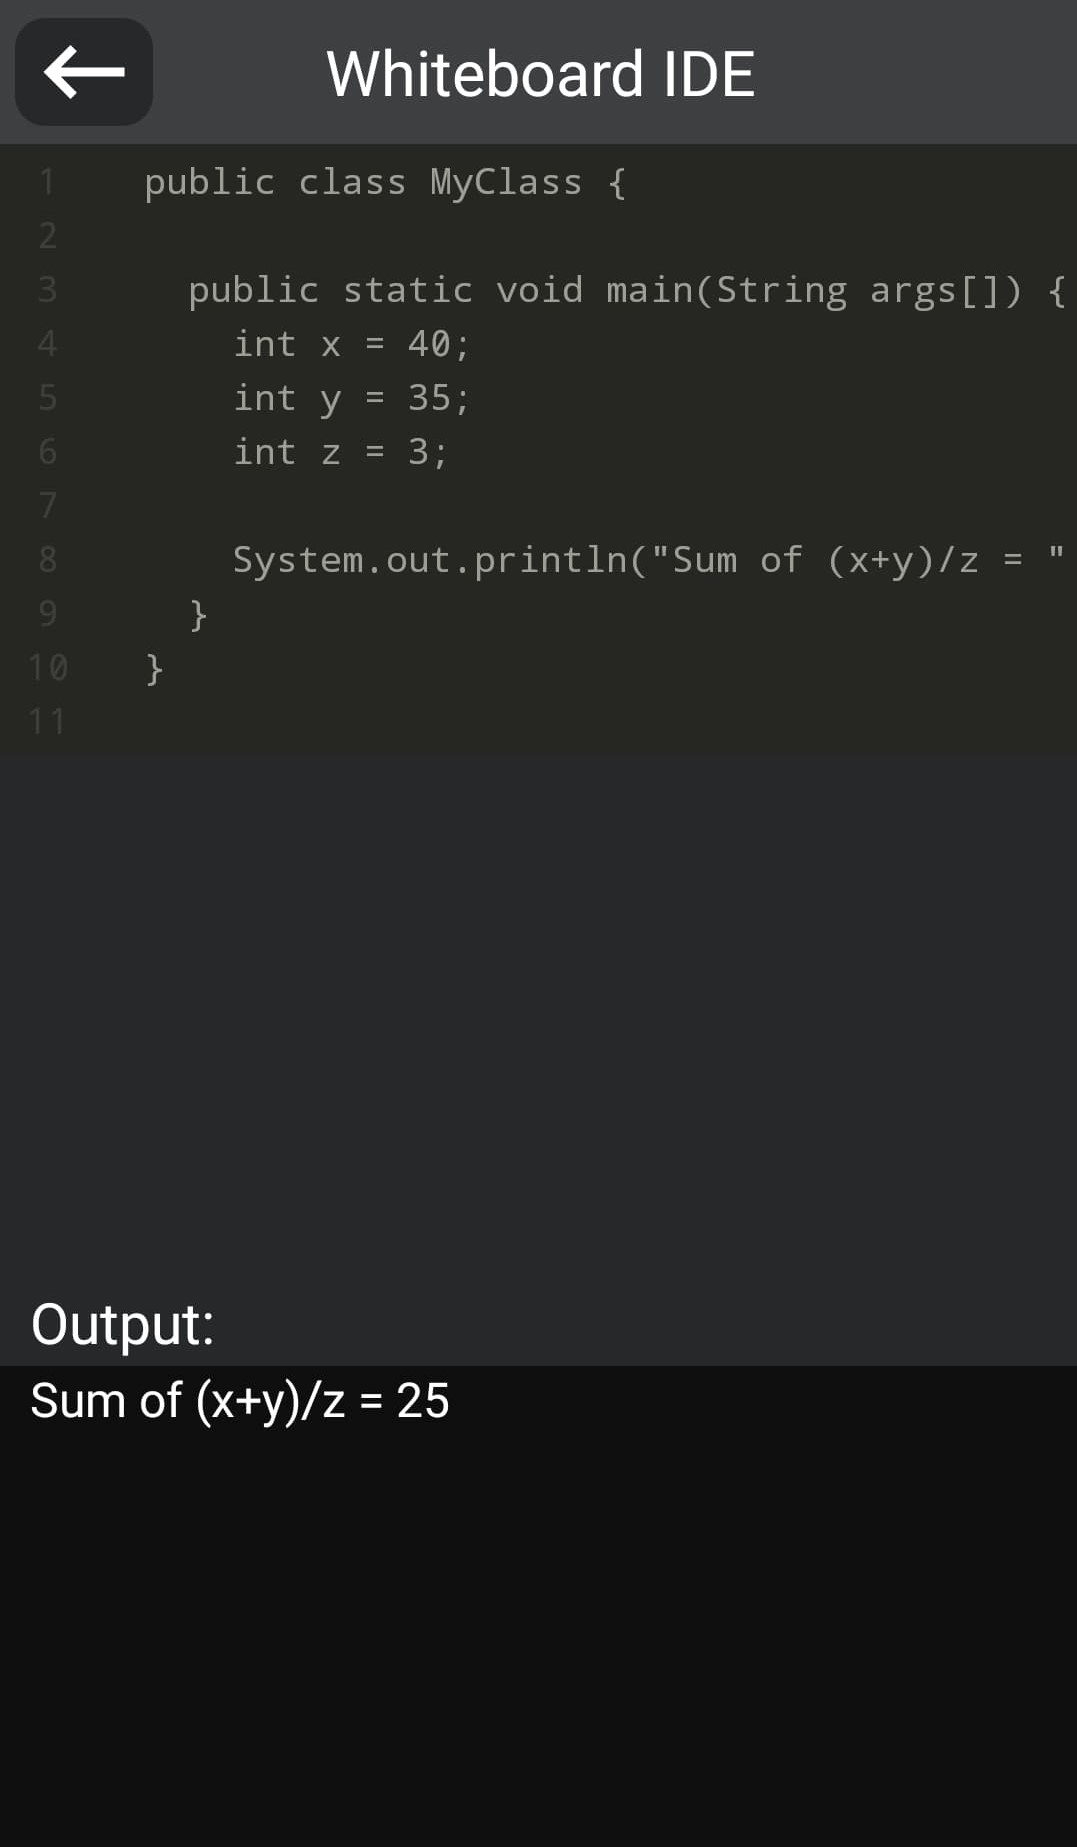 Whiteboard IDE
1 public class MyClass {
2
3 public static void main(String args[]) {
4 int x = 40;
5 int y = 35;
6 int z = 3;
7
8 System.out.println("Sum of (x+y)/z = "
9 }
10 }
11
Output:
Sum of (x+y)/z = 25